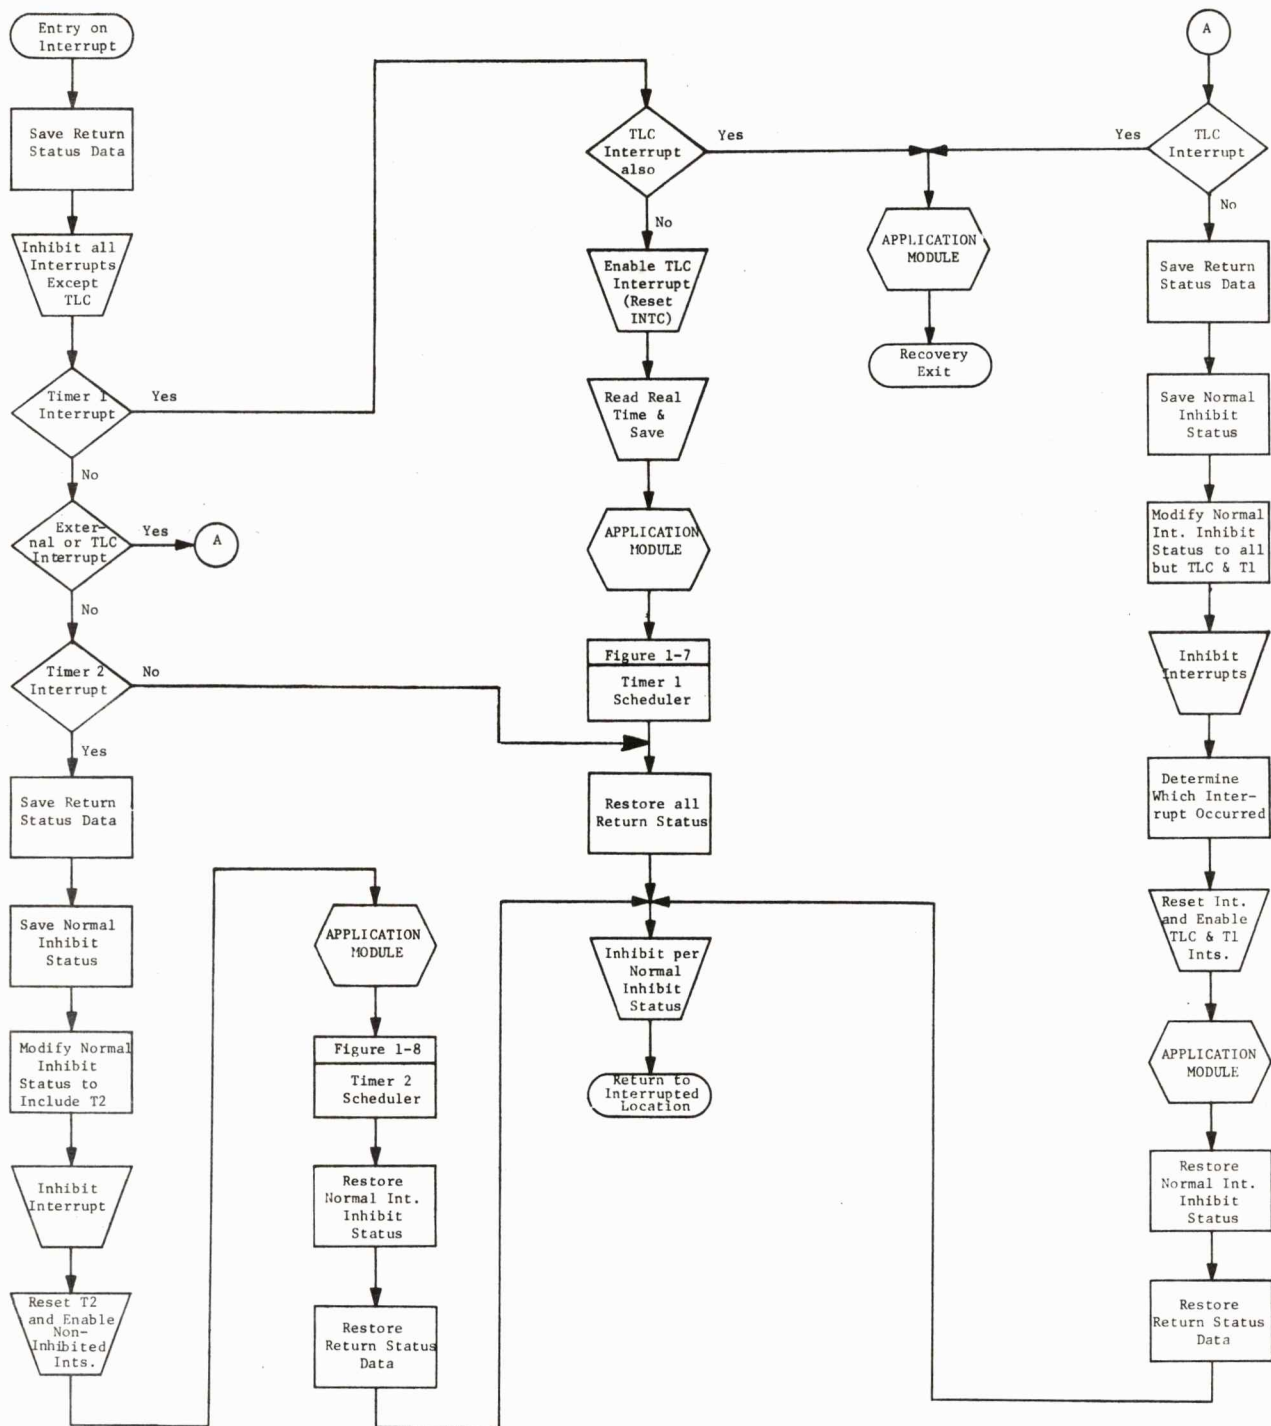 Entry on
Interrupt
Save Return
Status Data
Inhibit all
Interrupts
Except
TLC
Timer 1
Interrupt
Yes
No
Exter-
nal or TLC
Interrupt
Yes
A
No
Timer 2
Interrupt
No
Yes
Save Return
Status Data
Save Normal
Inhibit
Status
Modify Normal
Inhibit
Status to
Include T2
Inhibit
Interrupt
Reset T2
and Enable
Non-
Inhibited
Ints.
APPLICATION
MODULE
Figure 1-8
Timer 2
Scheduler
Restore
Normal Int.
Inhibit
Status
Restore
Return Status
Data
TLC
Interrupt
also
Yes
No
Enable TLC
Interrupt
(Reset
INTC)
Read Real
Time &
Save
APPLICATION
MODULE
Figure 1-7
Timer 1
Scheduler
Restore all
Return Status
Inhibit per
Normal
Inhibit
Status
Return to
Interrupted
Location
APPLICATION
MODULE
Recovery
Exit
A
TLC
Interrupt
Yes
No
Save Return
Status Data
Save Normal
Inhibit
Status
Modify Normal
Int. Inhibit
Status to all
but TLC & T1
Inhibit
Interrupts
Determine
Which Inter-
rupt Occurred
Reset Int.
and Enable
TLC & T1
Ints.
APPLICATION
MODULE
Restore
Normal Int.
Inhibit
Status
Restore
Return Status
Data